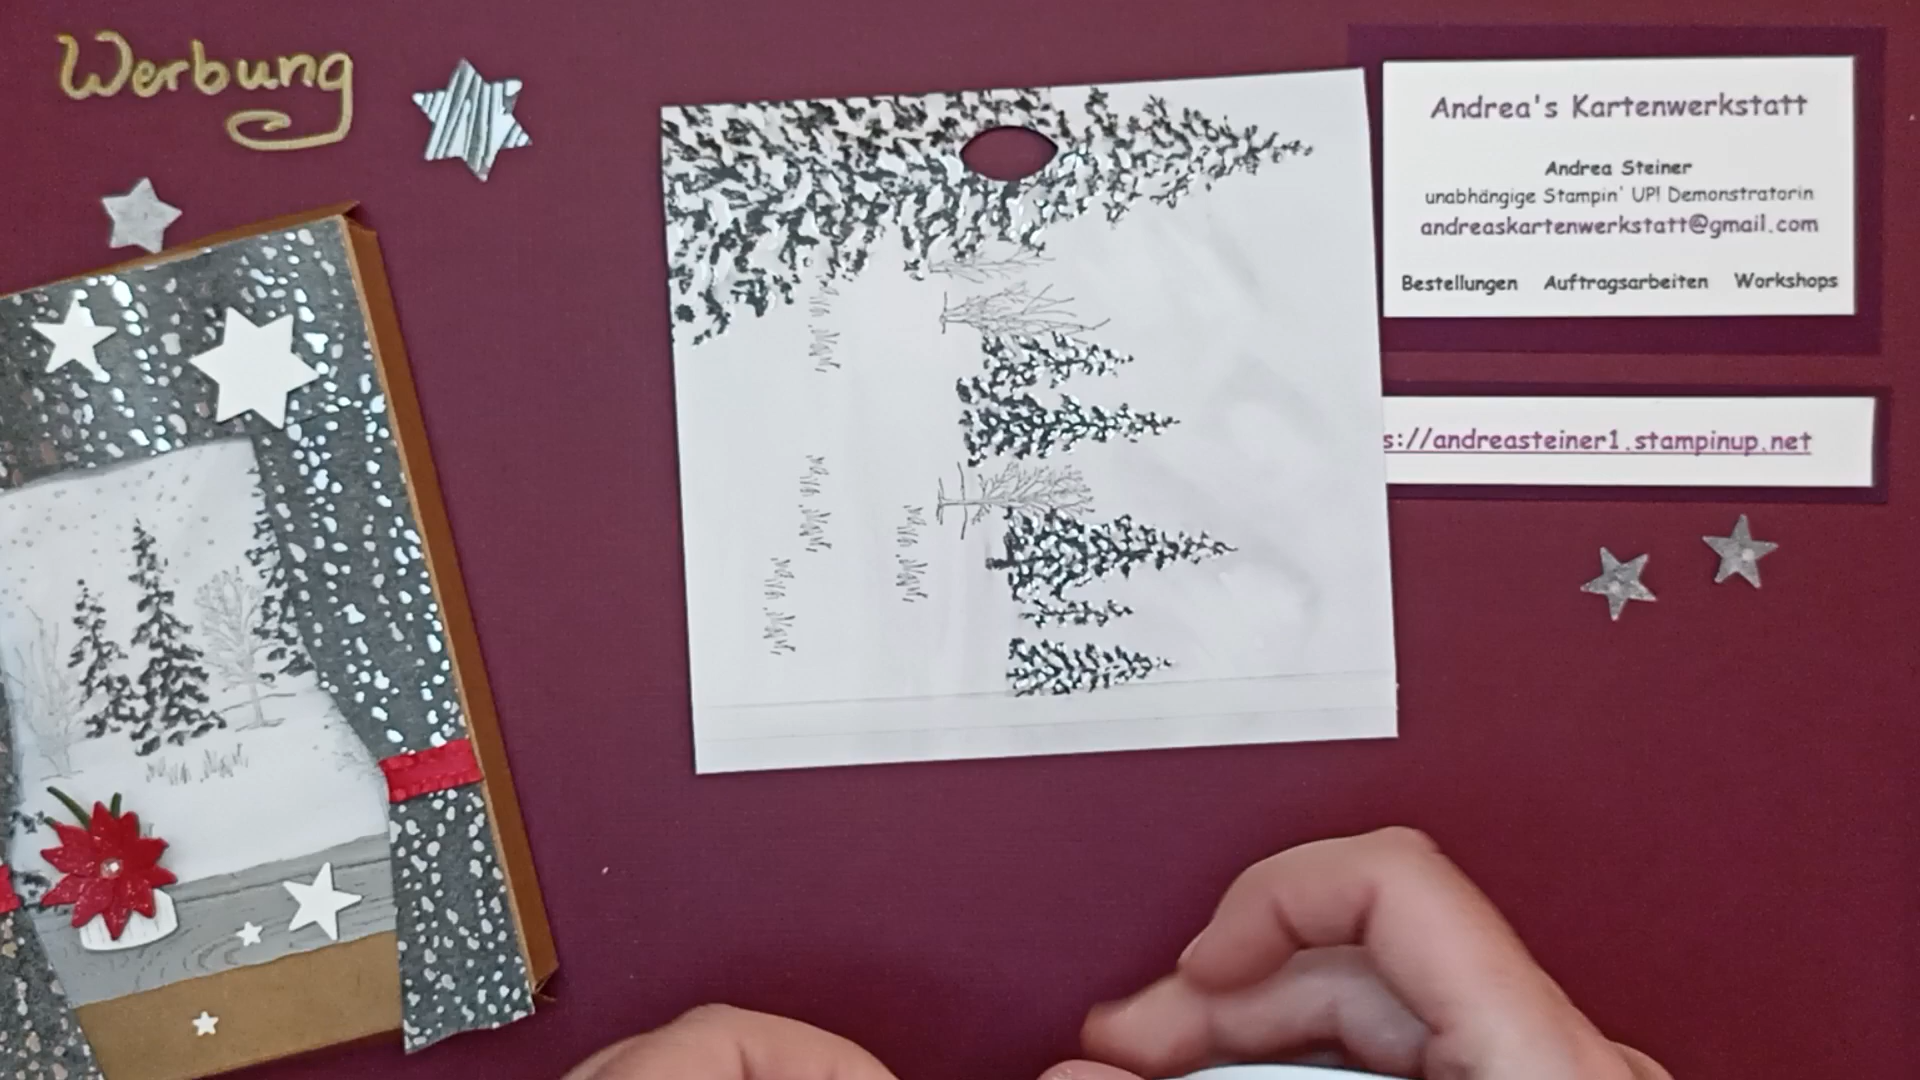 Werbung
Andrea's Kartenwerkstatt
Andrea Steiner
unabhängige Stampin' UP! Demonstratorin
andreaskartenwerkstatt@gmail.com
Bestellungen Auftragsarbeiten Workshops
s://andreasteiner1.stampinup.net